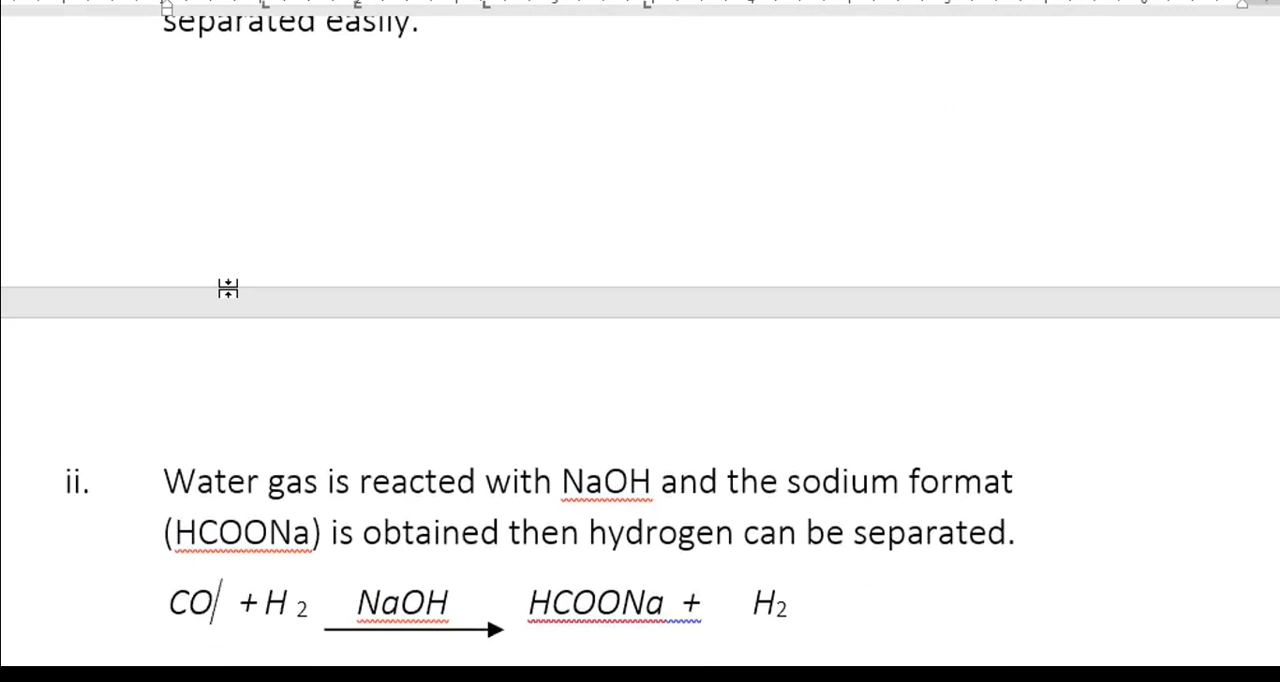 separated easily.
ii. Water gas is reacted with NaOH and the sodium format
(HCOONa) is obtained then hydrogen can be separated.
CO + H 2 NaOH HCOONa + H2